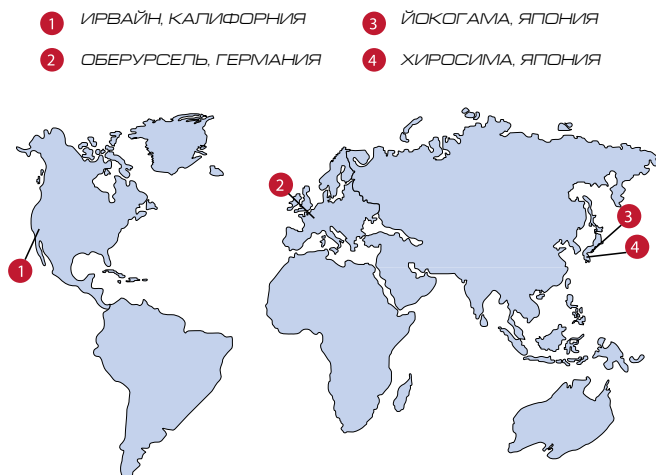 1 ИРВАЙН, КАЛИФОРНИЯ
3 ЙОКОГАМА, ЯПОНИЯ
2 ОБЕРУРСЕЛЬ, ГЕРМАНИЯ
4 ХИРОСИМА, ЯПОНИЯ
2
3
4
1